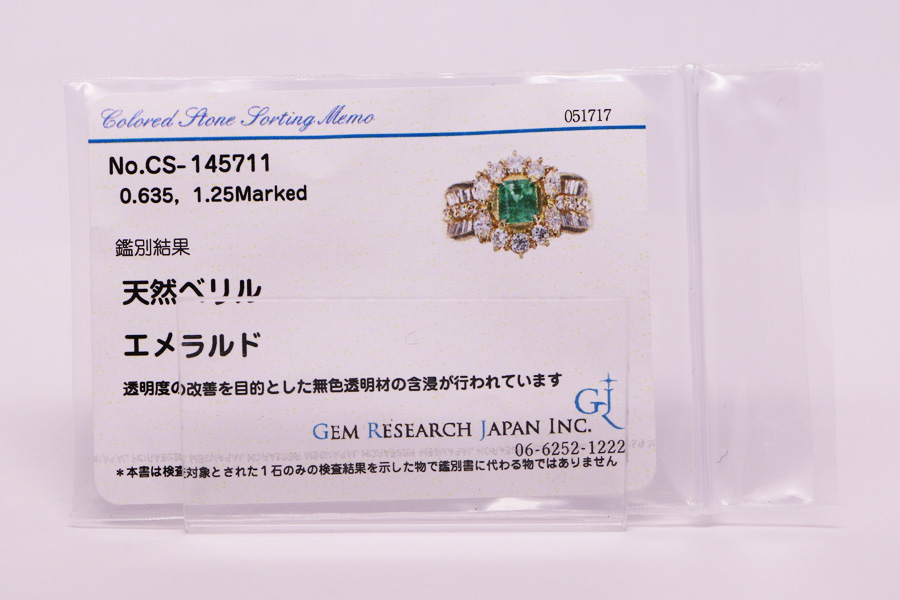 Colored Stone Sorting Memo
051717
No.CS-145711
0.635, 1.25Marked
鑑別結果
天然ベリル
エメラルド
透明度の改善を目的とした無色透明材の含浸が行われています
GJ
GEM RESEARCH JAPAN INC.
06-6252-1222
*本書は検査対象とされた1石のみの検査結果を示した物で鑑別書に代わる物ではありません